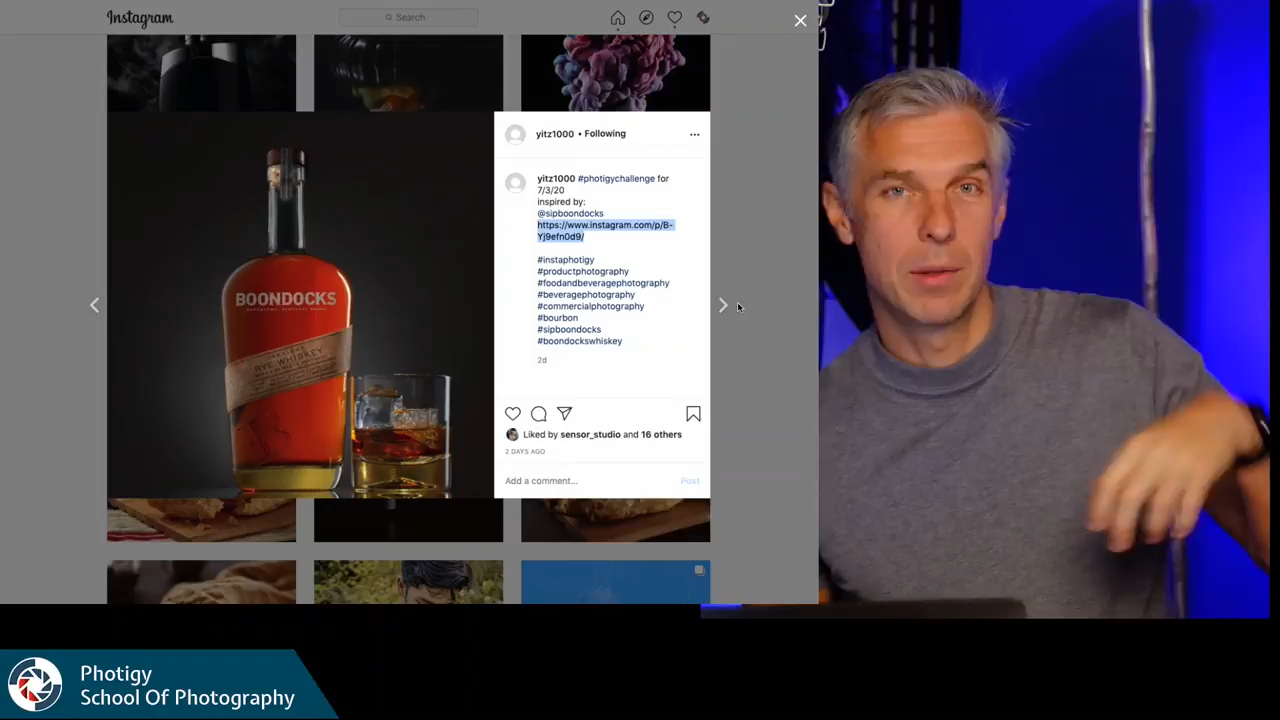 Instagram
Search
yitz1000 • Following
yitz1000 #photigychallenge for
7/3/20
inspired by:
@sipboondocks
https://www.instagram.com/p/B-
Yj9efn0d9/
#instaphotigy
#productphotography
#foodandbeveragephotography
#beveragephotography
#commercialphotography
#bourbon
#sipboondocks
#boondockswhiskey
2d
BOONDOCKS
STRAIGHT
RYE WHISKEY
Liked by sensor_studio and 16 others
2 DAYS AGO
Add a comment...
Post
Photigy
School Of Photography